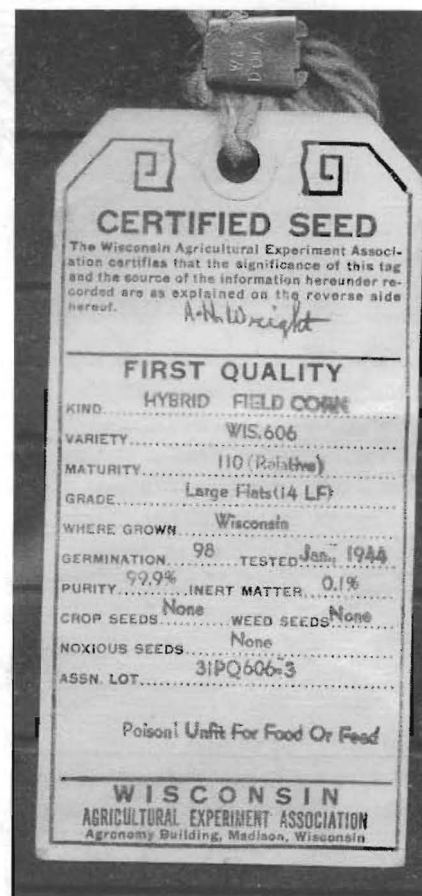 CERTIFIED SEED
The Wisconsin Agricultural Experiment Associ-
ation certifies that the significance of this tag
and the source of the information hereunder re-
corded are as explained on the reverse side
hereof.
A.H. Wright
FIRST QUALITY
KIND HYBRID FIELD CORN
VARIETY WIS.606
MATURITY 110 (Relative)
GRADE Large Flats (14 LF)
WHERE GROWN Wisconsin
GERMINATION 98 TESTED Jan., 1944
PURITY 99.9% INERT MATTER 0.1%
CROP SEEDS None WEED SEEDS None
NOXIOUS SEEDS None
ASSN. LOT 31PQ606-3
Poison! Unfit For Food Or Feed
WISCONSIN
AGRICULTURAL EXPERIMENT ASSOCIATION
Agronomy Building, Madison, Wisconsin